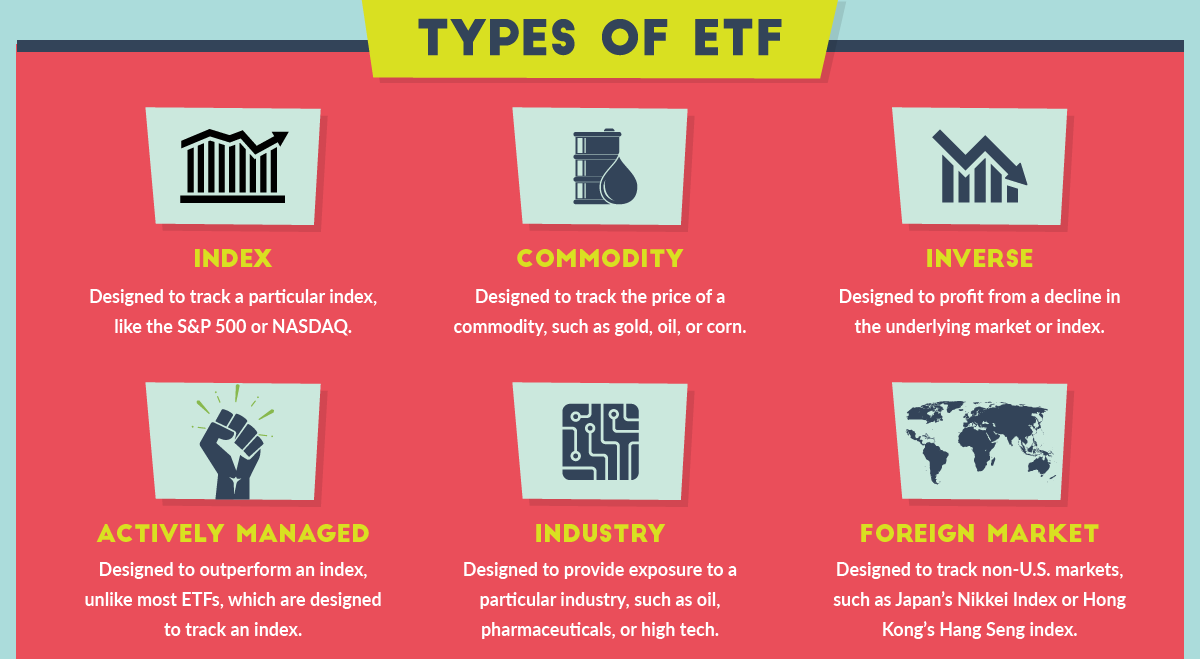 TYPES OF ETF
INDEX
Designed to track a particular index,
like the S&P 500 or NASDAQ.
COMMODITY
Designed to track the price of a
commodity, such as gold, oil, or corn.
INVERSE
Designed to profit from a decline in
the underlying market or index.
ACTIVELY MANAGED
Designed to outperform an index,
unlike most ETFs, which are designed
to track an index.
INDUSTRY
Designed to provide exposure to a
particular industry, such as oil,
pharmaceuticals, or high tech.
FOREIGN MARKET
Designed to track non-U.S. markets,
such as Japan’s Nikkei Index or Hong
Kong’s Hang Seng index.